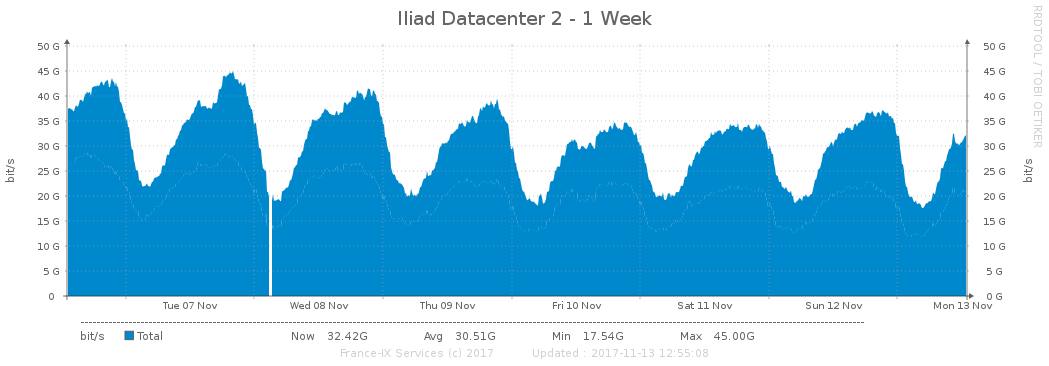 Iliad Datacenter 2 - 1 Week
RRDTOOL / TOBI OETIKER
bit/s
50 G 50 G
45 G 45 G
40 G 40 G
35 G 35 G
30 G 30 G
25 G 25 G
20 G 20 G
15 G 15 G
10 G 10 G
5 G 5 G
0 0 G
bit/s
Tue 07 Nov Wed 08 Nov Thu 09 Nov Fri 10 Nov Sat 11 Nov Sun 12 Nov Mon 13 Nov
bit/s Total Now 32.42G Avg 30.51G Min 17.54G Max 45.00G
France-IX Services (c) 2017 Updated : 2017-11-13 12:55:08